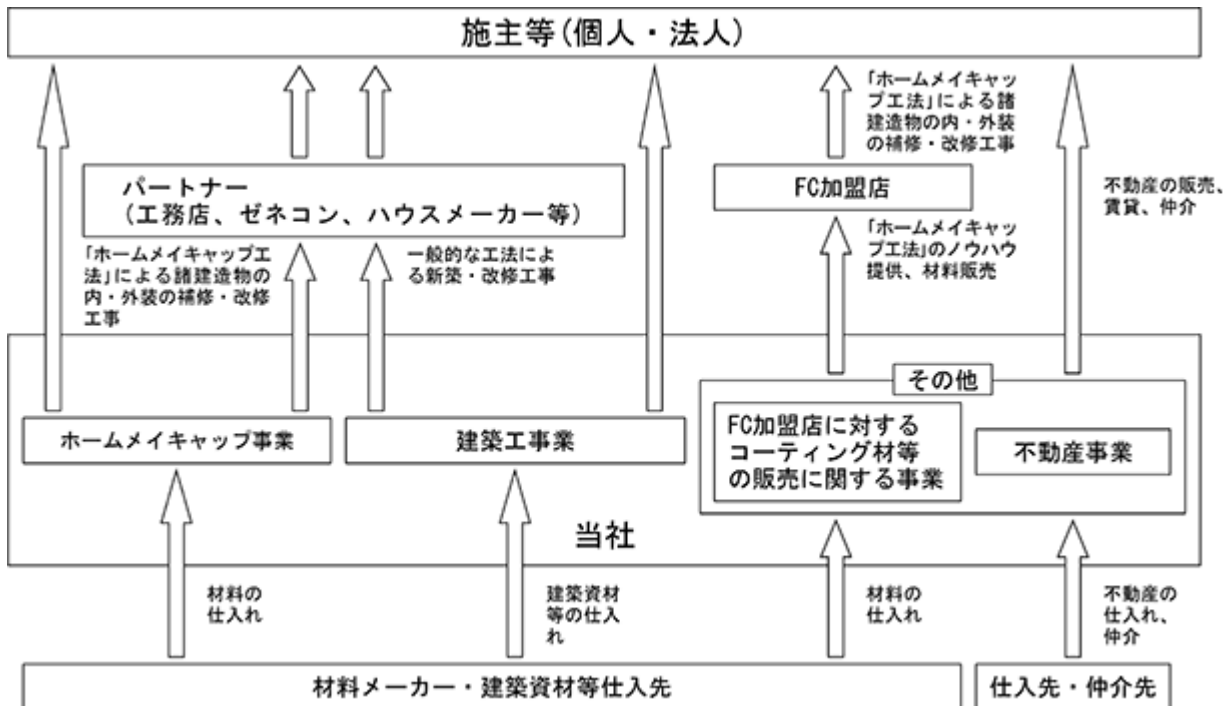 施主等(個人・法人)
「ホームメイキャッ
プ工法」による諸
建造物の内・外装
の補修・改修工事
パートナー
(工務店、ゼネコン、ハウスメーカー等)
FC加盟店
不動産の販売、
賃貸、仲介
「ホームメイキャップ工
法」による諸建造物の
内・外装の補修・改修
工事
一般的な工法によ
る新築・改修工事
「ホームメイキャッ
プ工法」のノウハウ
提供、材料販売
その他
ホームメイキャップ事業
建築工事業
FC加盟店に対する
コーティング材等
の販売に関する事業
不動産事業
当社
材料の
仕入れ
建築資材
等の仕入
れ
材料の
仕入れ
不動産の
仕入れ、
仲介
材料メーカー・建築資材等仕入先
仕入先・仲介先